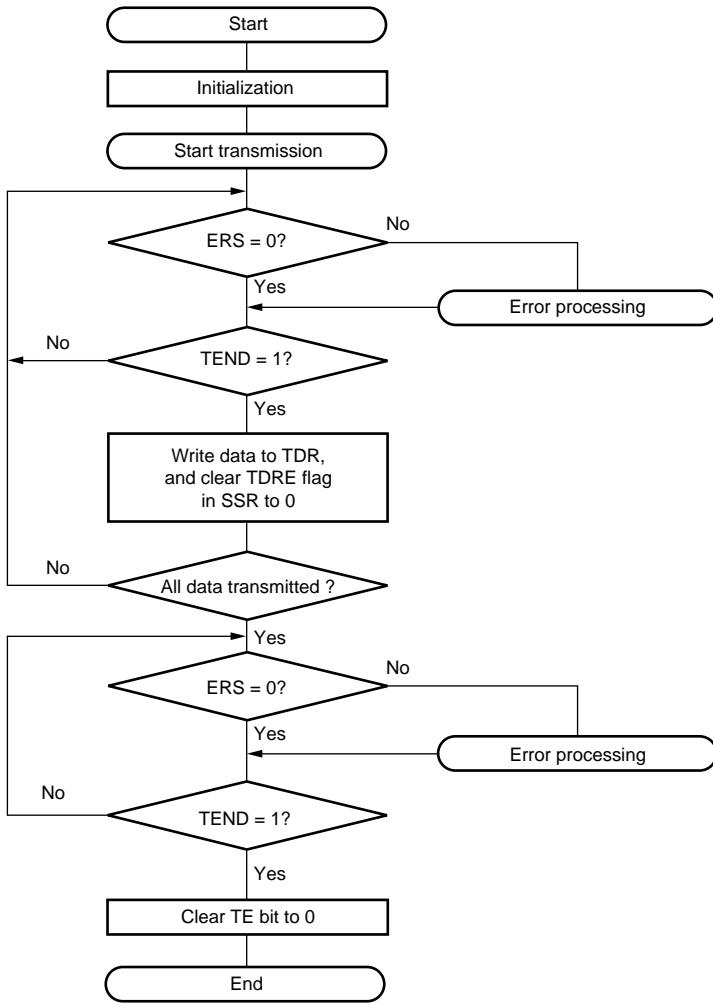 Start
Initialization
Start transmission
ERS = 0?
No
Yes
Error processing
No
TEND = 1?
Yes
Write data to TDR,
and clear TDRE flag
in SSR to 0
No
All data transmitted ?
Yes
ERS = 0?
No
Yes
Error processing
No
TEND = 1?
Yes
Clear TE bit to 0
End